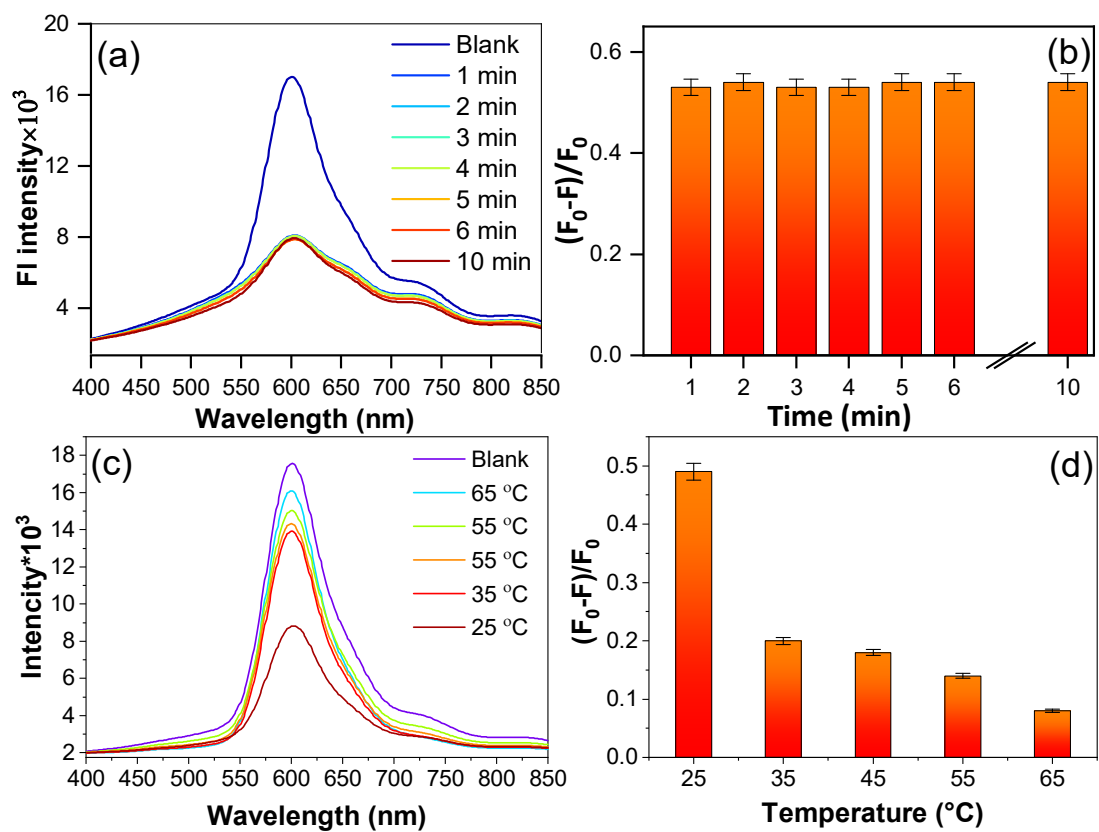 (a)
20
16
12
8
4
FI intensity×10³
Blank
1 min
2 min
3 min
4 min
5 min
6 min
10 min
400 450 500 550 600 650 700 750 800 850
Wavelength (nm)
(b)
0.6
0.4
0.2
0.0
(F₀-F)/F₀
1 2 3 4 5 6 10
Time (min)
(c)
18
16
14
12
10
8
6
4
2
Intencity*10³
Blank
65 °C
55 °C
55 °C
35 °C
25 °C
400 450 500 550 600 650 700 750 800 850
Wavelength (nm)
(d)
0.5
0.4
0.3
0.2
0.1
0.0
(F₀-F)/F₀
25 35 45 55 65
Temperature (°C)